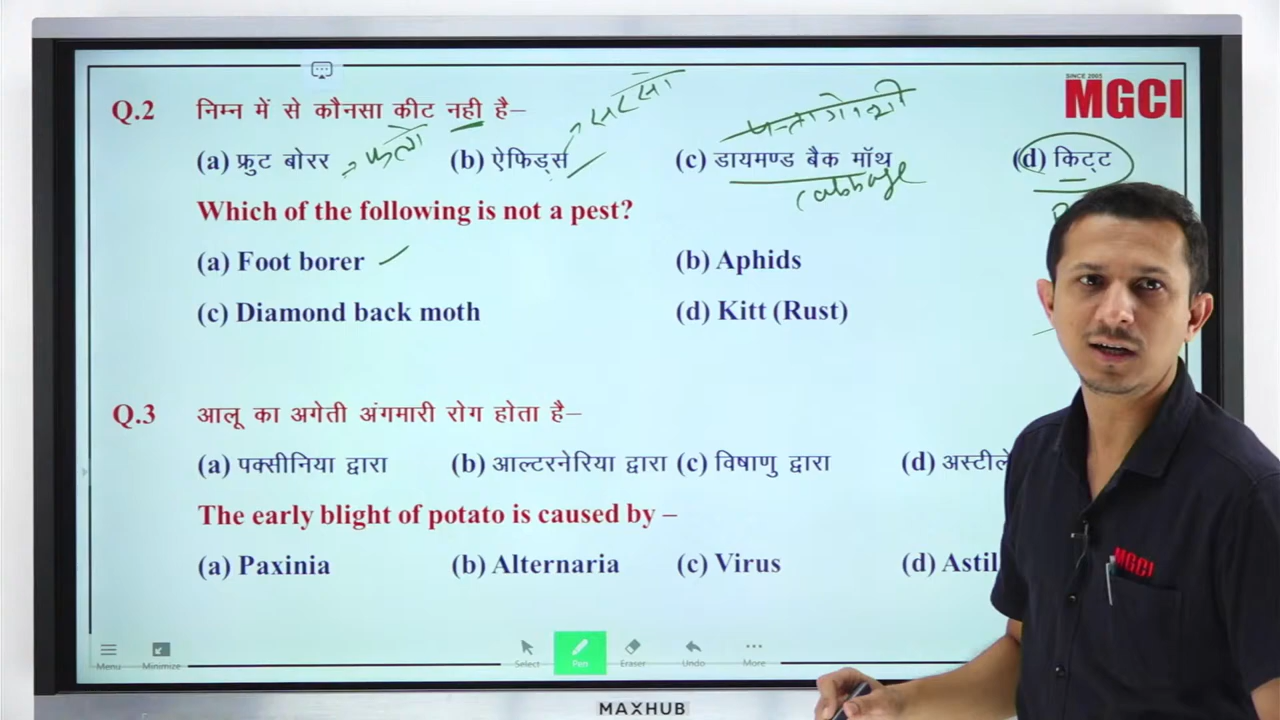 SINCE 2005
MGCI
Q.2 निम्न में से कौनसा कीट नही है–
(a) फ्रुट बोरर (b) ऐफिड्स (c) डायमण्ड बैक मॉथ (d) किट्ट
cabbage
Which of the following is not a pest?
(a) Foot borer (b) Aphids
(c) Diamond back moth (d) Kitt (Rust)
Q.3 आलू का अगेती अंगमारी रोग होता है–
(a) पक्सीनिया द्वारा (b) आल्टरनेरिया द्वारा (c) विषाणु द्वारा (d) अस्टीले
The early blight of potato is caused by –
(a) Paxinia (b) Alternaria (c) Virus (d) Astil
MGCI
Menu Minimize Select Pen Eraser Undo More
MAXHUB